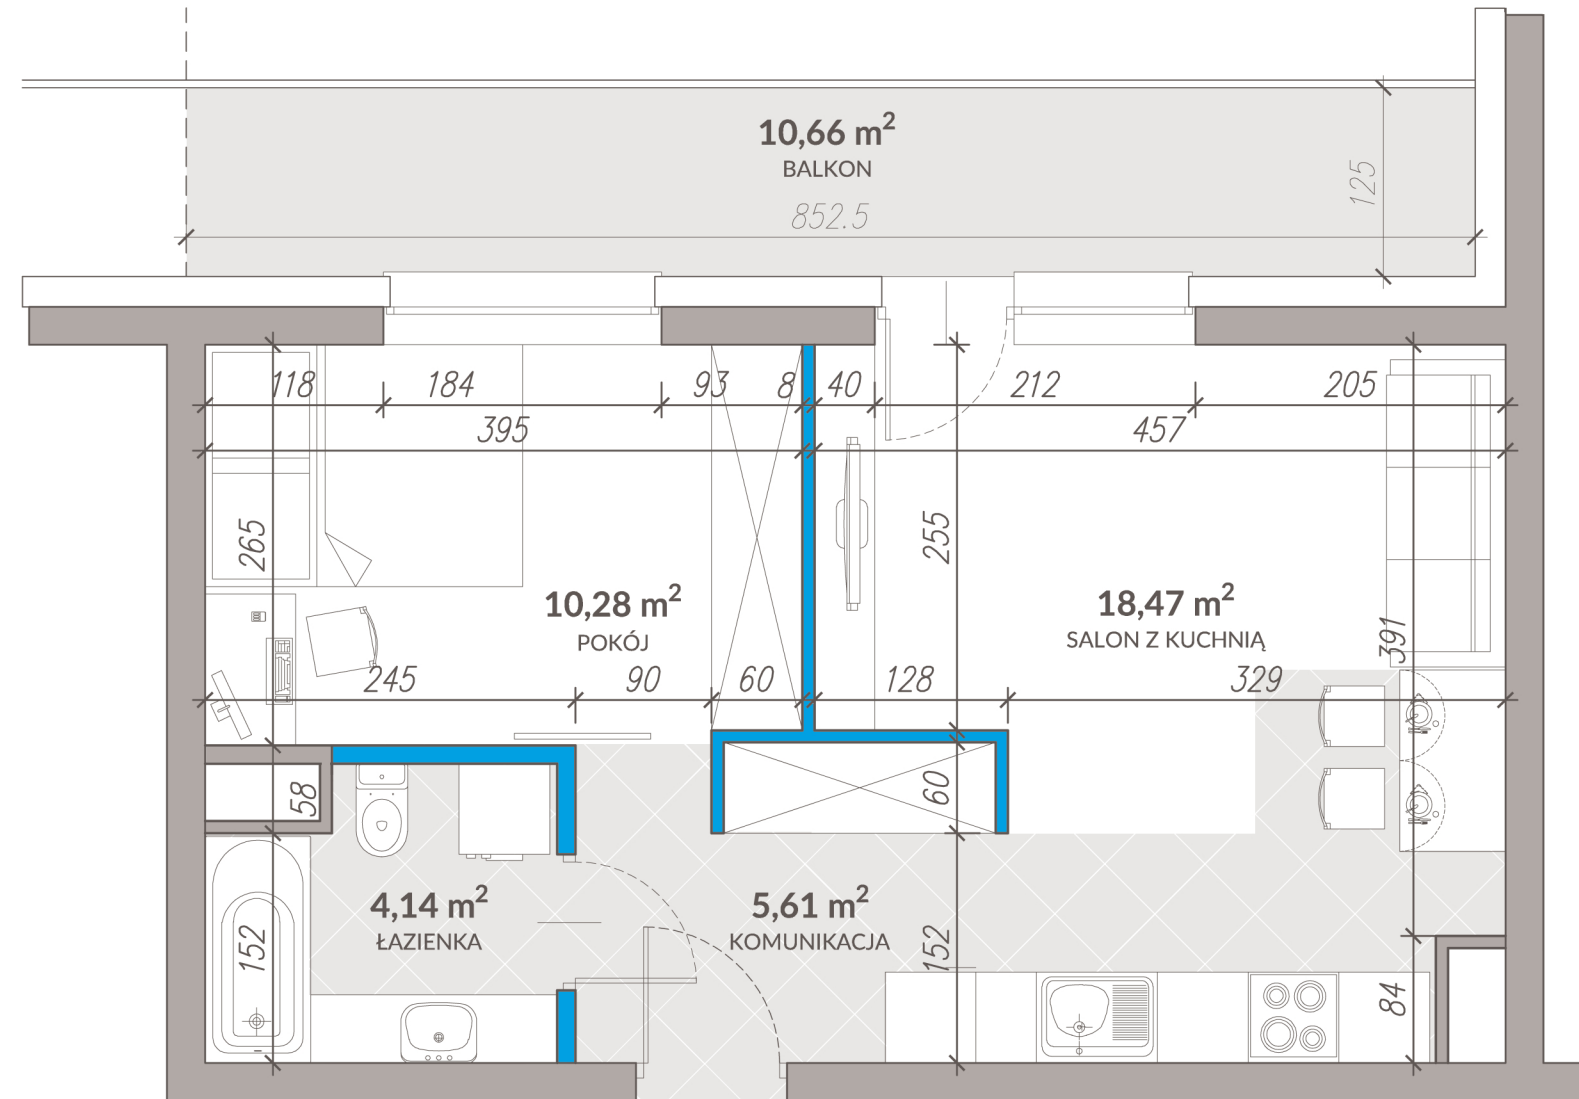 10,66 m²
BALKON
852.5
125
118
184
93
8
40
212
205
395
457
265
255
10,28 m²
POKÓJ
18,47 m²
SALON Z KUCHNIĄ
391
245
90
60
128
329
58
60
4,14 m²
ŁAZIENKA
5,61 m²
KOMUNIKACJA
152
152
84